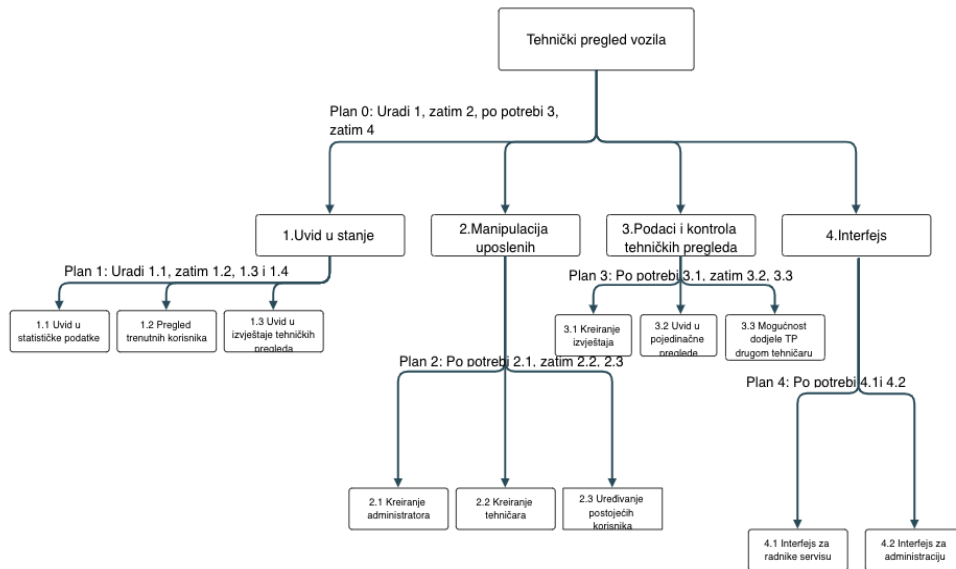 Tehnički pregled vozila
Plan 0: Uradi 1, zatim 2, po potrebi 3,
zatim 4
1.Uvid u stanje
2.Manipulacija
uposlenih
3.Podaci i kontrola
tehničkih pregleda
4.Interfejs
Plan 1: Uradi 1.1, zatim 1.2, 1.3 i 1.4
Plan 3: Po potrebi 3.1, zatim 3.2, 3.3
1.1 Uvid u
statističke podatke
1.2 Pregled
trenutnih korisnika
1.3 Uvid u
izvještaje tehničkih
pregleda
3.1 Kreiranje
izvještaja
3.2 Uvid u
pojedinačne
preglede
3.3 Mogućnost
dodjele TP
drugom tehničaru
Plan 2: Po potrebi 2.1, zatim 2.2, 2.3
Plan 4: Po potrebi 4.1i 4.2
2.1 Kreiranje
administratora
2.2 Kreiranje
tehničara
2.3 Uređivanje
postojećih
korisnika
4.1 Interfejs za
radnike servisu
4.2 Interfejs za
administraciju